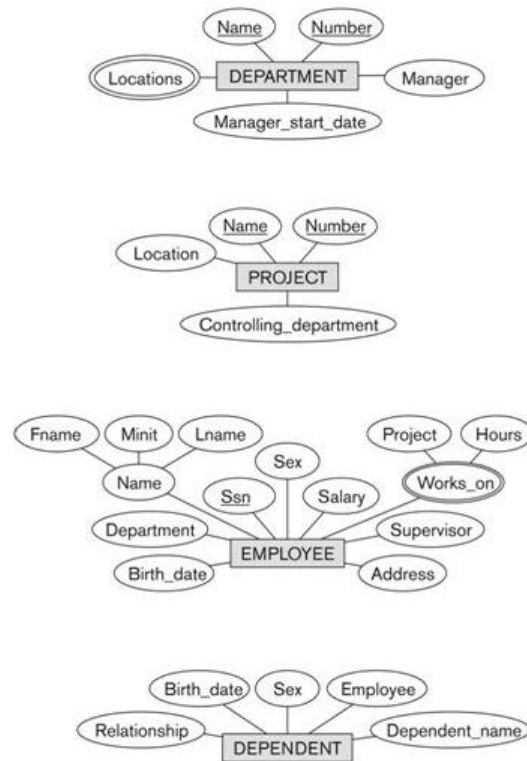 Name Number
Locations DEPARTMENT Manager
Manager_start_date
Name Number
Location
PROJECT
Controlling_department
Fname Minit Lname Project Hours
Name Sex Works_on
Ssn Salary
Department Supervisor
EMPLOYEE
Birth_date Address
Birth_date Sex Employee
Relationship Dependent_name
DEPENDENT